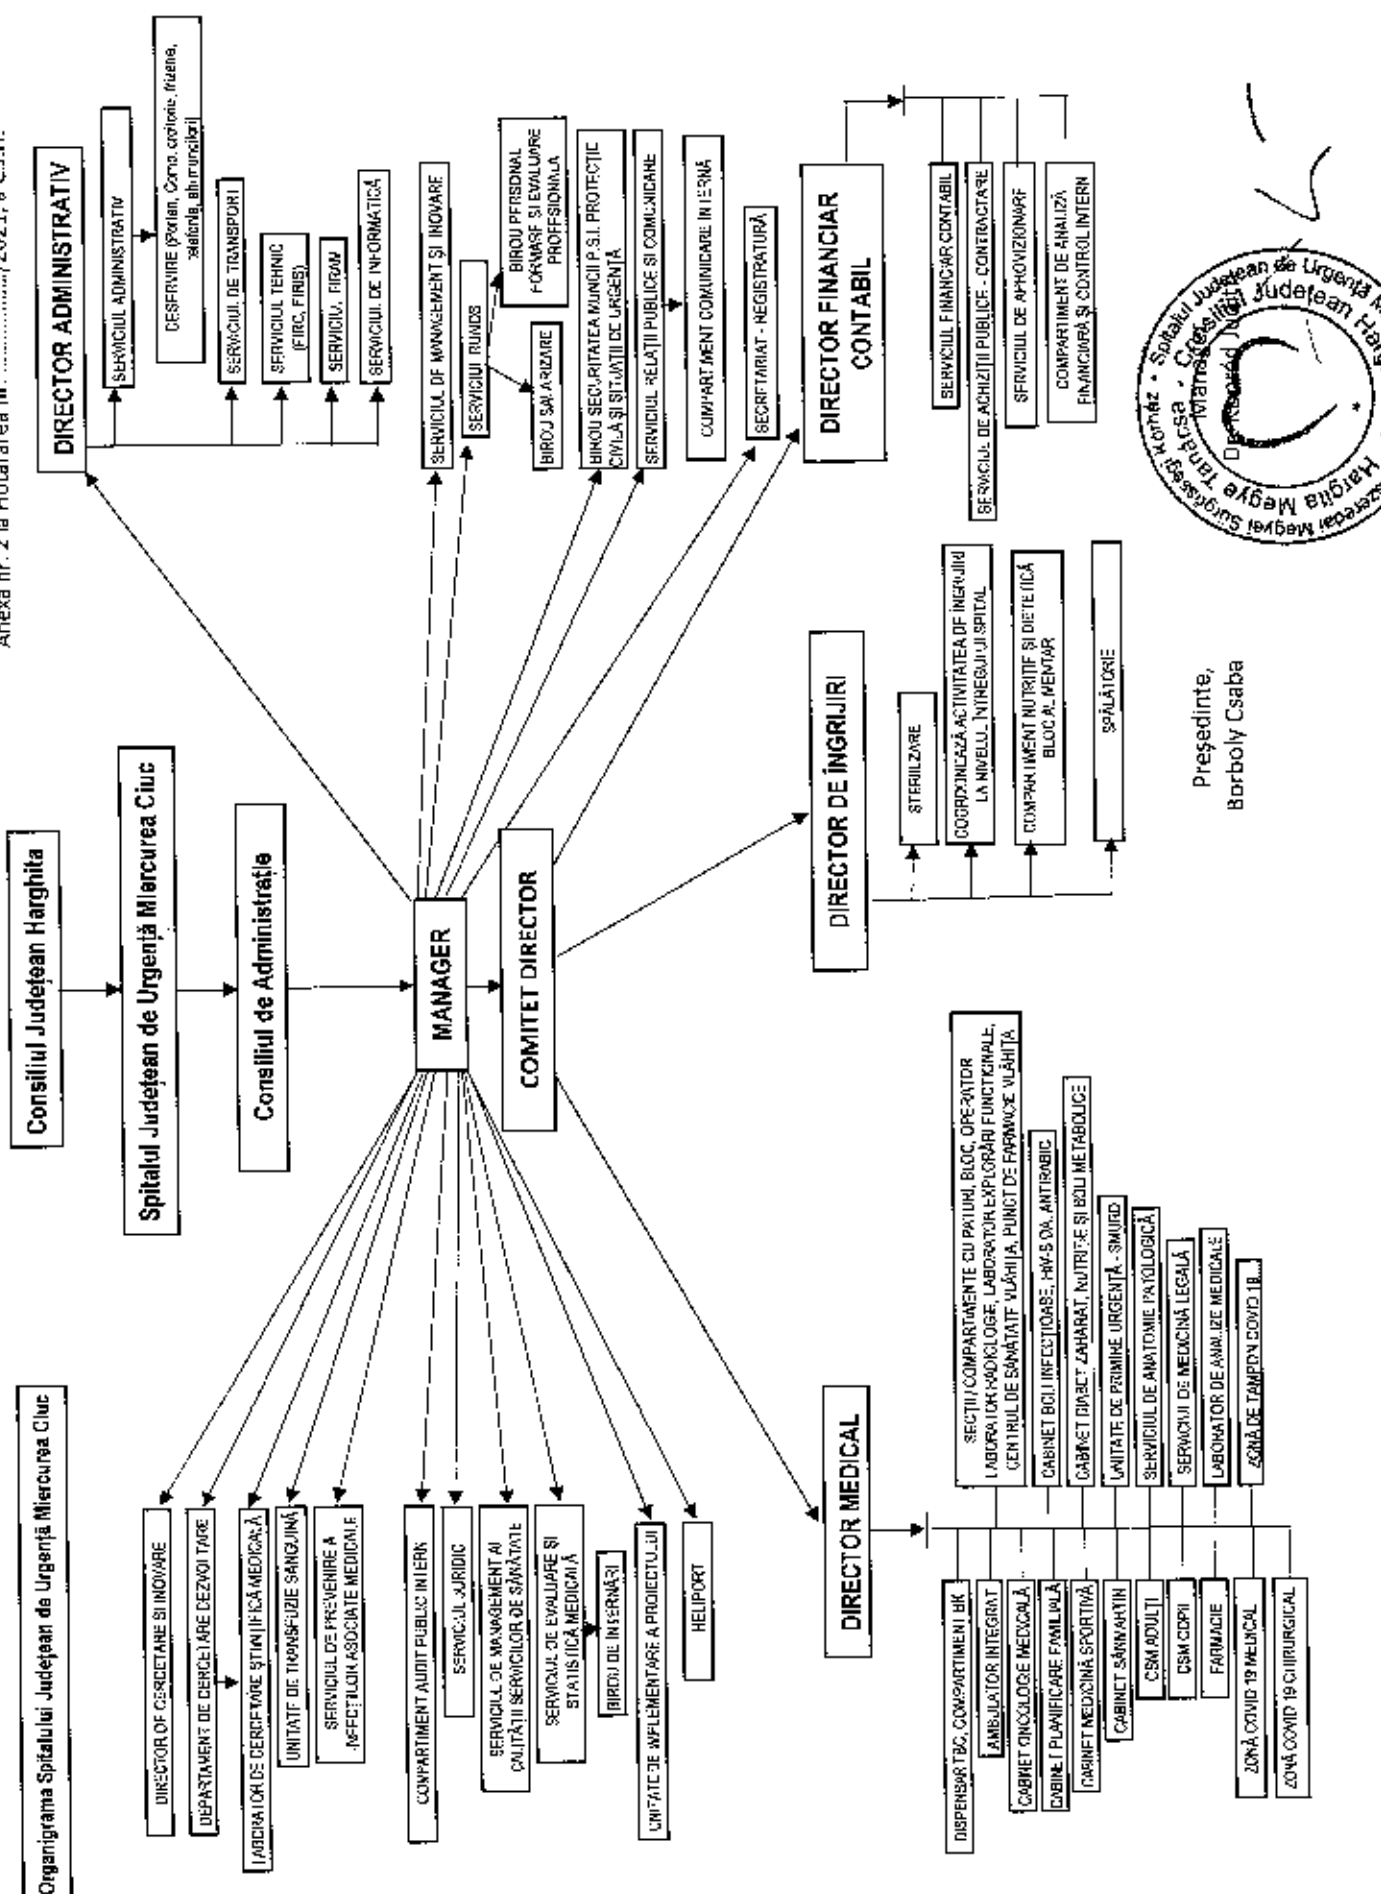 Anexa nr. 2 la Hotărârea nr.
Organigrama Spitalului Județean de Urgență Miercurea Ciuc
Consiliul Județean Harghita
Spitalul Județean de Urgență Miercurea Ciuc
Consiliul de Administrație
MANAGER
COMITET DIRECTOR
DIRECTOR OF CERCETARE SI INOVARE
DEPARTAMENT DE CERCETARE DEZVOLTARE
LABORATOR DE CERCETARE ȘTIINȚIFICĂ MEDICALĂ
UNITATE DE TRANSFUZIE SANGUINĂ
SERVICIUL DE PREVENIRE A
INFECȚIILOR ASOCIATE MEDICALE
COMPARTIMENT AUDIT PUBLIC INTERN
SERVICIUL JURIDIC
SERVICIUL DE MANAGEMENT AL
CALITĂȚII SERVICIILOR DE SĂNĂTATE
SERVICIUL DE EVALUARE ȘI
STATISTICĂ MEDICALĂ
BIROU DE INTERNĂRI
UNITATE DE IMPLEMENTARE A PROIECTULUI
HELIPORT
DIRECTOR ADMINISTRATIV
SERVICIUL ADMINISTRATIV
DESERVIRE
SERVICIUL DE TRANSPORT
SERVICIUL TEHNIC
SERVICIUL
SERVICIUL DE INFORMATICĂ
SERVICIUL DE MANAGEMENT ȘI INOVARE
SERVICIUL RUNOS
BIROU SALARIZARE
BIROU PERSONAL
FORMARE SI EVALUARE
PROFESIONALA
BIROU SECURITATEA MUNCII P.S.I. PROTECȚIE
CIVILĂ ȘI SITUAȚII DE URGENȚĂ
SERVICIUL RELAȚII PUBLICE SI COMUNICARE
COMPARTIMENT COMUNICARE INTERNĂ
SECRETARIAT - REGISTRATURĂ
DIRECTOR FINANCIAR
CONTABIL
SERVICIUL FINANCIAR CONTABIL
SERVICIUL DE ACHIZIȚII PUBLICE - CONTRACTARE
SERVICIUL DE APROVIZIONARE
COMPARTIMENT DE ANALIZĂ
FINANCIARĂ ȘI CONTROL INTERN
DIRECTOR DE ÎNGRIJIRI
STERILIZARE
COORDONEAZĂ ACTIVITATEA DE ÎNGRIJIRI
LA NIVELUL ÎNTREGULUI SPITAL
COMPARTIMENT NUTRIȚIE ȘI DIETETICĂ
BLOC ALIMENTAR
SPĂLĂTORIE
DIRECTOR MEDICAL
SECȚII / COMPARTIMENTE CU PATURI, BLOC, OPERATOR
LABORATOR RADIOLOGIE, LABORATOR EXPLORĂRI FUNCȚIONALE,
CENTRUL DE SĂNĂTATE VLĂHIȚA, PUNCT DE FARMACIE VLĂHIȚA
CABINET BOLI INFECȚIOASE, HIV-SIDA, ANTIRABIC
CABINET DIABET ZAHARAT, NUTRIȚIE ȘI BOLI METABOLICE
UNITATE DE PRIMIRE URGENȚĂ - SMURD
SERVICIUL DE ANATOMIE PATOLOGICĂ
SERVICIUL DE MEDICINĂ LEGALĂ
LABORATOR DE ANALIZE MEDICALE
ZONĂ DE TAMPON COVID 19
DISPENSAR TBC, COMPARTIMENT BK
AMBULATOR INTEGRAT
CABINET ONCOLOGIE MEDICALĂ
CABINET PLANIFICARE FAMILIALĂ
CABINET MEDICINĂ SPORTIVĂ
CABINET SÂNMARTIN
CSM ADULȚI
CSM COPII
FARMACIE
ZONĂ COVID 19 MEDICAL
ZONĂ COVID 19 CHIRURGICAL
Președinte,
Borboly Csaba
Spitalul Județean de Urgență
Hargita Megye Tanácsa - Consiliul Județean